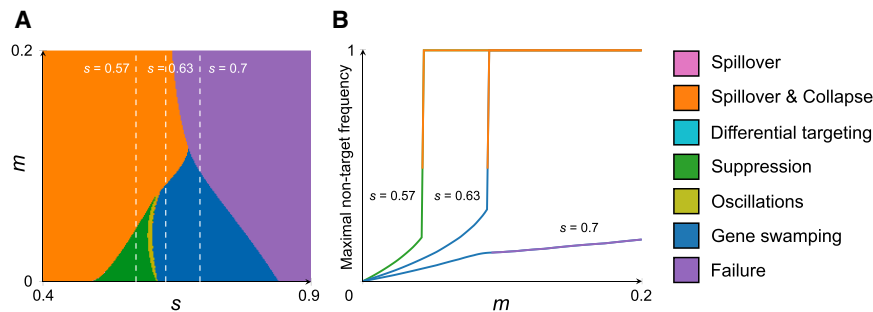 A
B
0.2
s = 0.57
s = 0.63
s = 0.7
m
0
0.4
s
0.9
Maximal non-target frequency
1
s = 0.57
s = 0.63
s = 0.7
0
m
0.2
Spillover
Spillover & Collapse
Differential targeting
Suppression
Oscillations
Gene swamping
Failure